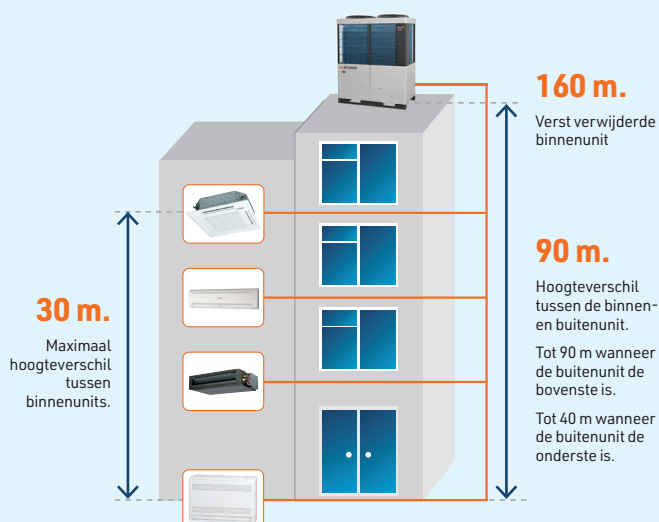 160 m.
Verst verwijderde
binnenunit
90 m.
Hoogteverschil
tussen de binnen-
en buitenunit.
Tot 90 m wanneer
de buitenunit de
bovenste is.
Tot 40 m wanneer
de buitenunit de
onderste is.
30 m.
Maximaal
hoogteverschil
tussen
binnenunits.